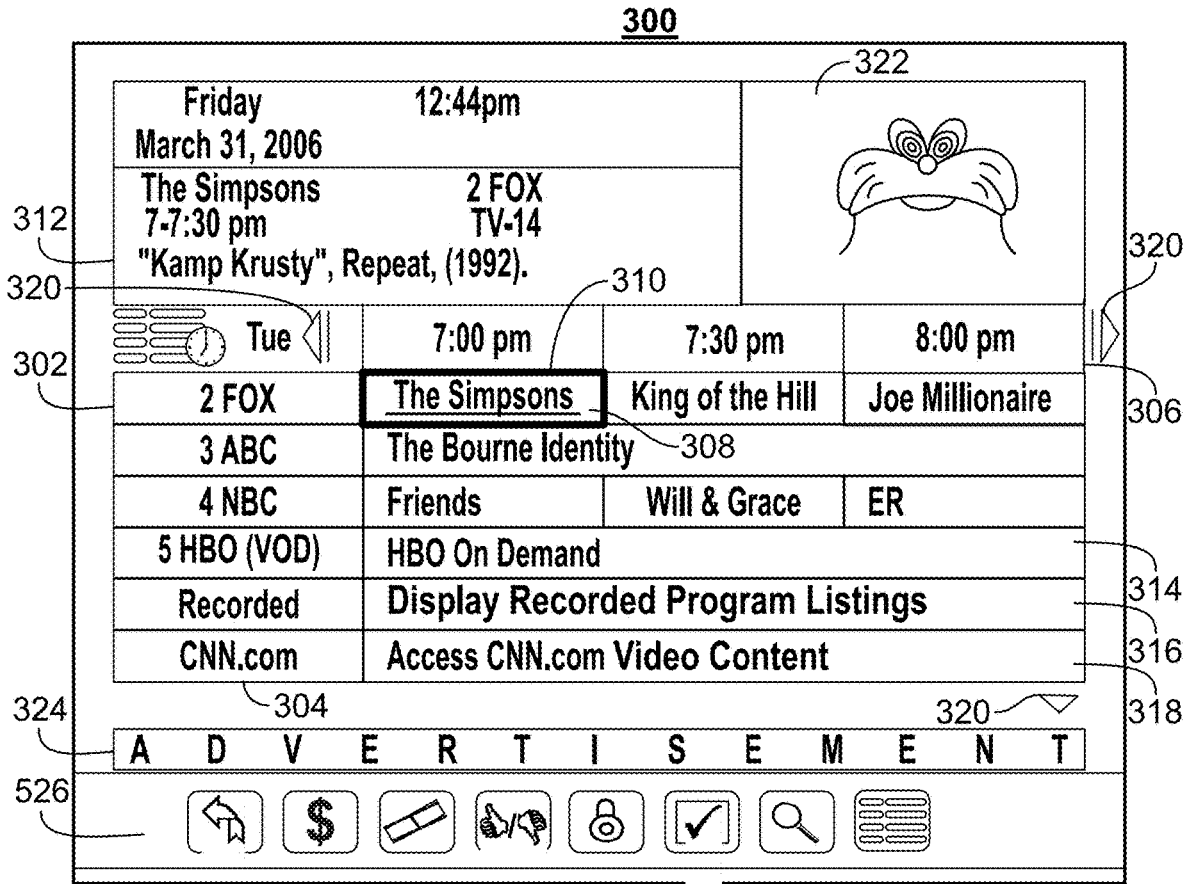 300
322
Friday 12:44pm
March 31, 2006
The Simpsons 2 FOX
312 7-7:30 pm TV-14
"Kamp Krusty", Repeat, (1992).
320 310 320
Tue 7:00 pm 7:30 pm 8:00 pm
302 306
2 FOX The Simpsons King of the Hill Joe Millionaire
3 ABC The Bourne Identity 308
4 NBC Friends Will & Grace ER
5 HBO (VOD) HBO On Demand 314
Recorded Display Recorded Program Listings 316
CNN.com Access CNN.com Video Content 318
304 320
324 A D V E R T I S E M E N T
526 $ /